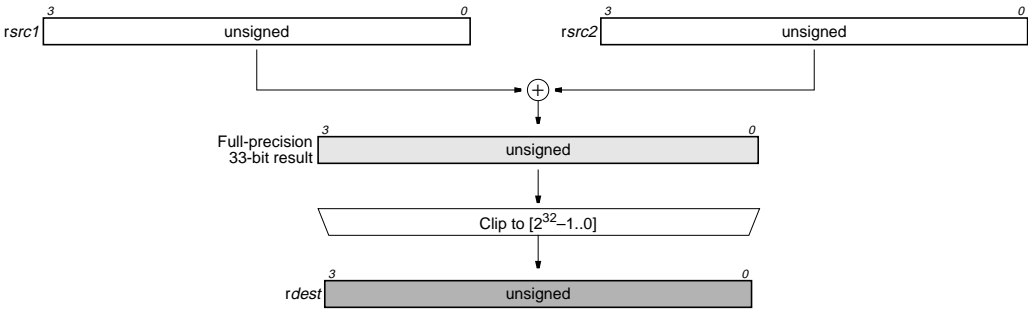 3 0 3 0
rsrc1 unsigned rsrc2 unsigned
+
3 0
Full-precision
33-bit result
unsigned
Clip to [2^32–1..0]
3 0
rdest unsigned